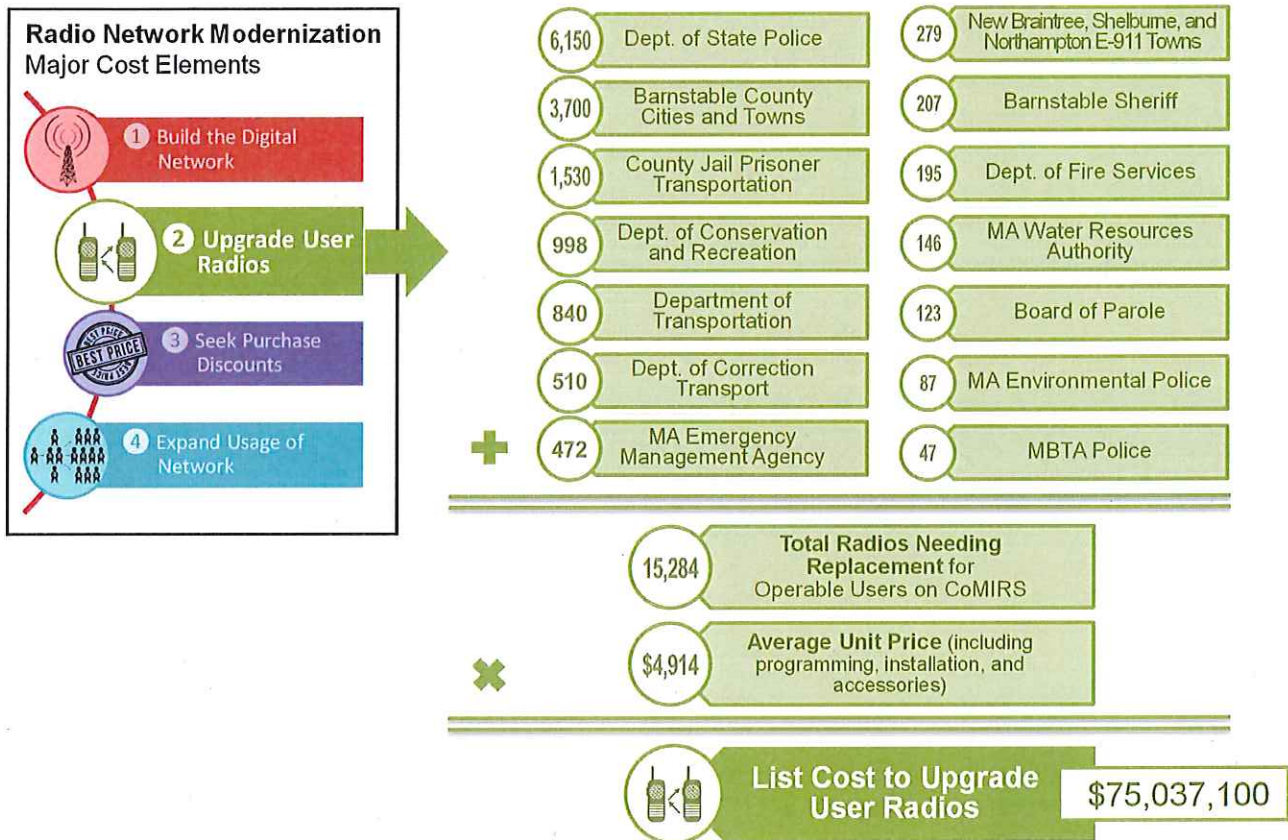 Radio Network Modernization
Major Cost Elements
1 Build the Digital
Network
2 Upgrade User
Radios
BEST PRICE
BEST PRICE
BEST PRICE
3 Seek Purchase
Discounts
4 Expand Usage of
Network
6,150 Dept. of State Police
3,700 Barnstable County
Cities and Towns
1,530 County Jail Prisoner
Transportation
998 Dept. of Conservation
and Recreation
840 Department of
Transportation
510 Dept. of Correction
Transport
+ 472 MA Emergency
Management Agency
279 New Braintree, Shelburne, and
Northampton E-911 Towns
207 Barnstable Sheriff
195 Dept. of Fire Services
146 MA Water Resources
Authority
123 Board of Parole
87 MA Environmental Police
47 MBTA Police
15,284 Total Radios Needing
Replacement for
Operable Users on CoMIRS
× $4,914 Average Unit Price (including
programming, installation, and
accessories)
List Cost to Upgrade
User Radios
$75,037,100